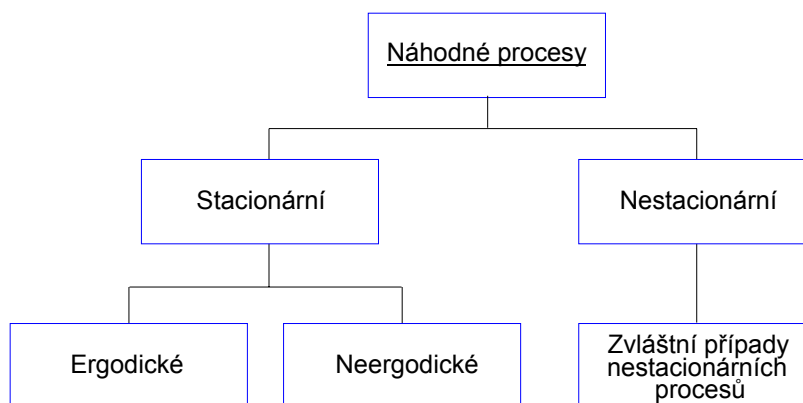 Náhodné procesy
Stacionární
Nestacionární
Ergodické
Neergodické
Zvláštní případy
nestacionárních
procesů